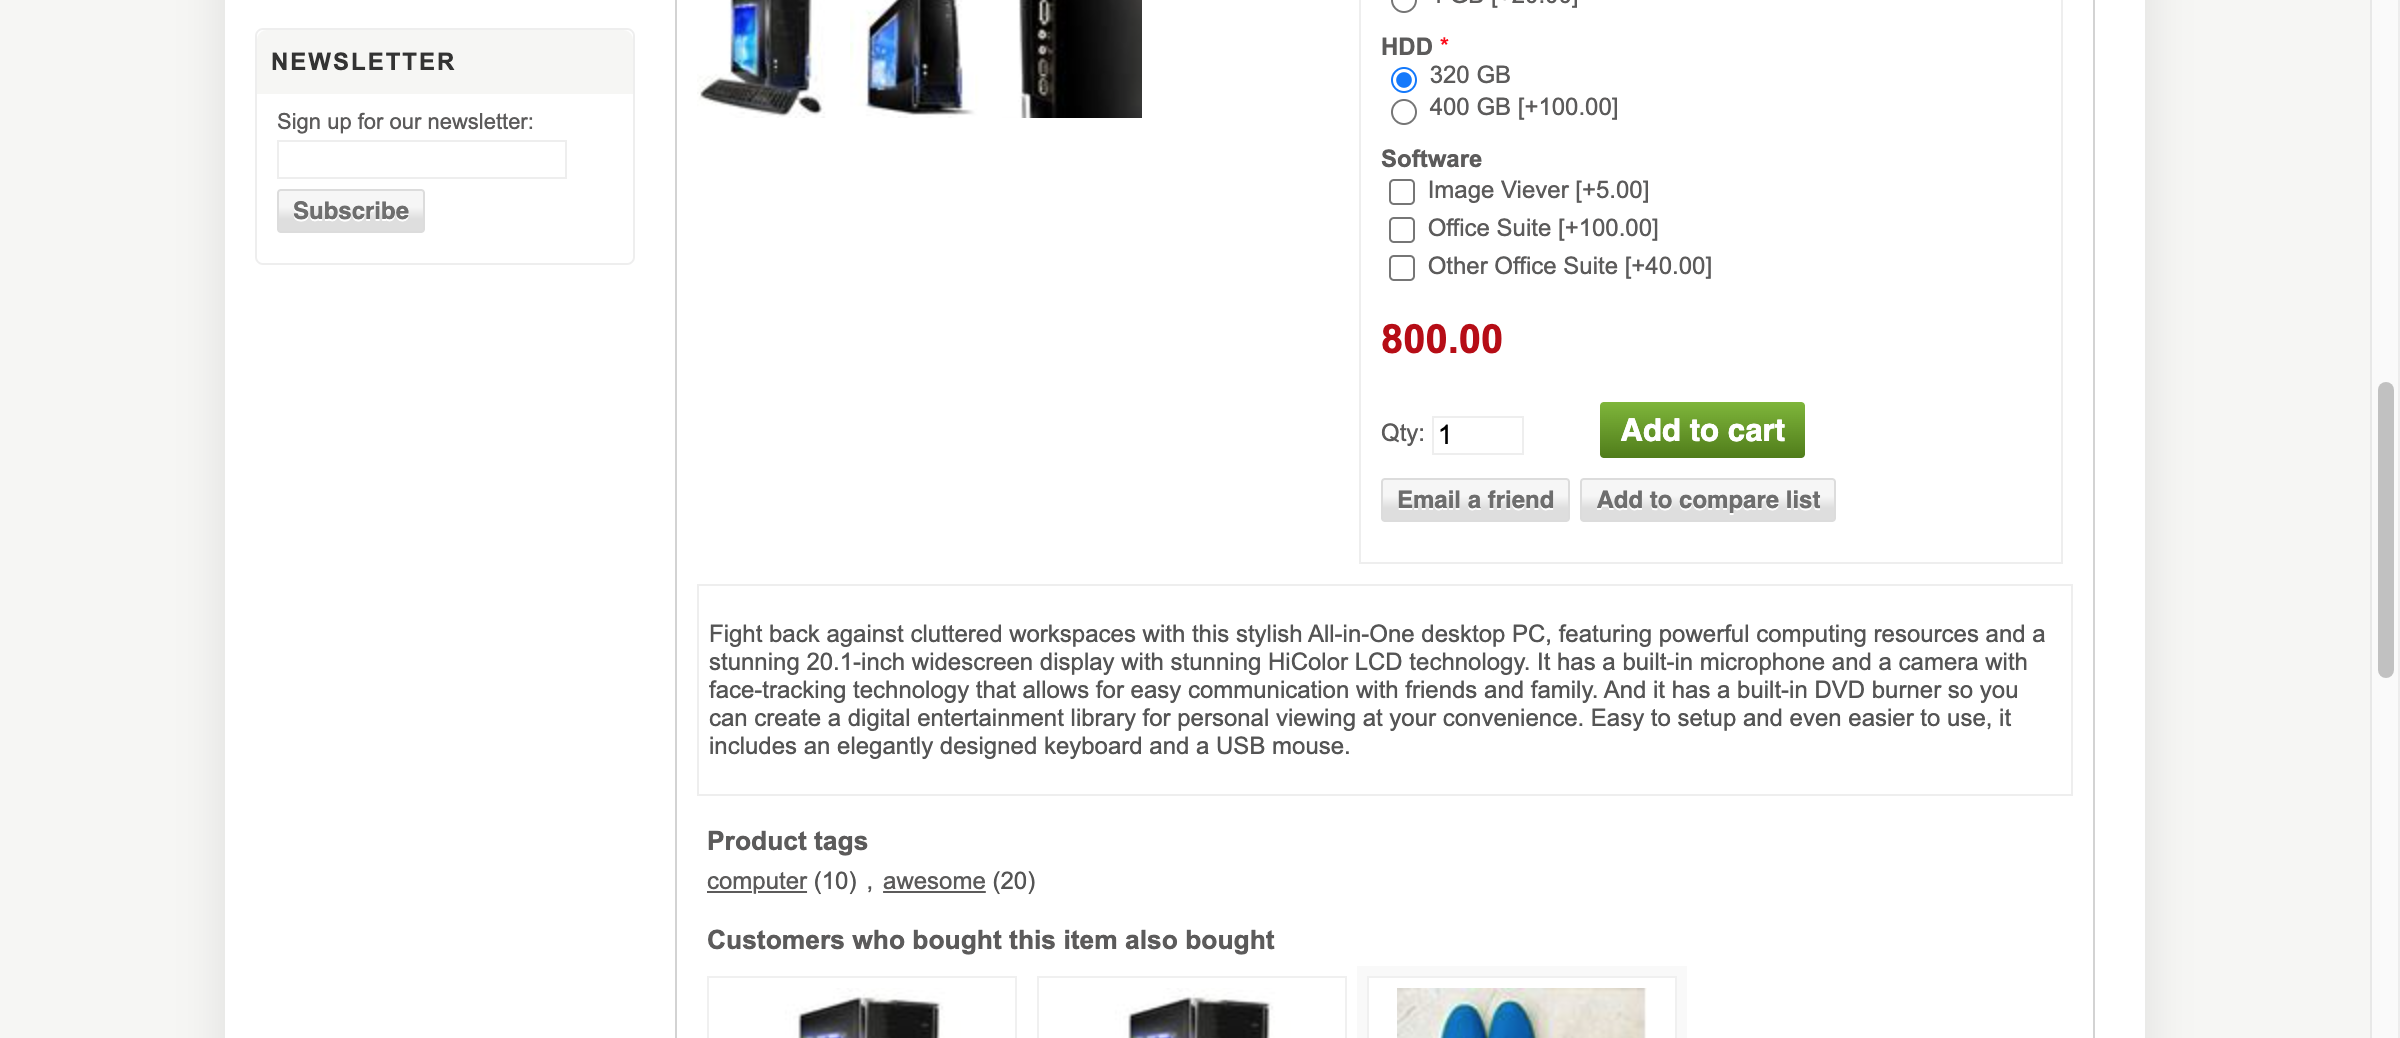 NEWSLETTER
Sign up for our newsletter:
Subscribe
HDD *
320 GB
400 GB [+100.00]
Software
Image Viever [+5.00]
Office Suite [+100.00]
Other Office Suite [+40.00]
800.00
Qty: 1
Add to cart
Email a friend
Add to compare list
Fight back against cluttered workspaces with this stylish All-in-One desktop PC, featuring powerful computing resources and a
stunning 20.1-inch widescreen display with stunning HiColor LCD technology. It has a built-in microphone and a camera with
face-tracking technology that allows for easy communication with friends and family. And it has a built-in DVD burner so you
can create a digital entertainment library for personal viewing at your convenience. Easy to setup and even easier to use, it
includes an elegantly designed keyboard and a USB mouse.
Product tags
computer (10) , awesome (20)
Customers who bought this item also bought